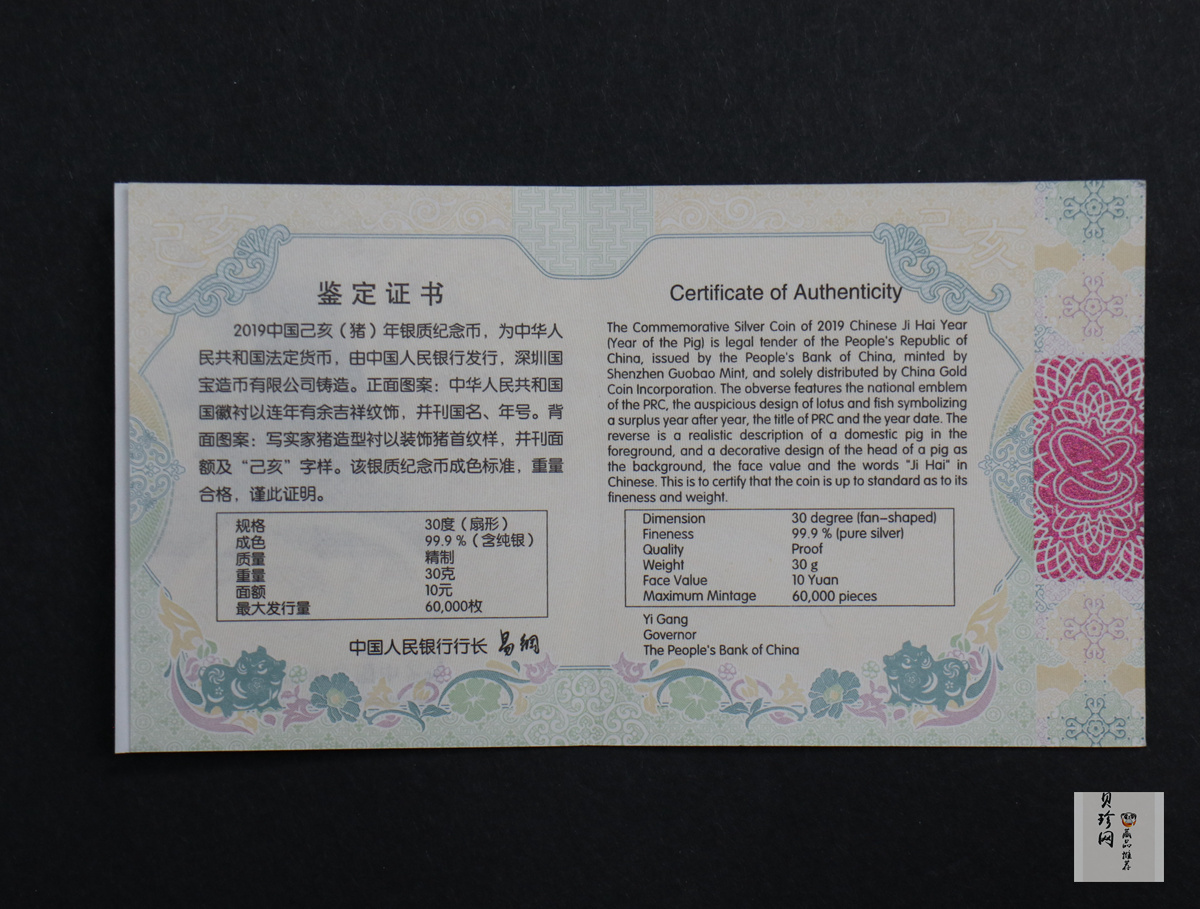 鉴定证书
2019中国己亥（猪）年银质纪念币，为中华人
民共和国法定货币，由中国人民银行发行，深圳国
宝造币有限公司铸造。正面图案：中华人民共和国
国徽衬以连年有余吉祥纹饰，并刊国名、年号。背
面图案：写实家猪造型衬以装饰猪首纹样，并刊面
额及“己亥”字样。该银质纪念币成色标准，重量
合格，谨此证明。
规格 30度（扇形）
成色 99.9％（含纯银）
质量 精制
重量 30克
面额 10元
最大发行量 60,000枚
中国人民银行行长 易纲
Certificate of Authenticity
The Commemorative Silver Coin of 2019 Chinese Ji Hai Year
(Year of the Pig) is legal tender of the People's Republic of
China, issued by the People's Bank of China, minted by
Shenzhen Guobao Mint, and solely distributed by China Gold
Coin Incorporation. The obverse features the national emblem
of the PRC, the auspicious design of lotus and fish symbolizing
a surplus year after year, the title of PRC and the year date. The
reverse is a realistic description of a domestic pig in the
foreground, and a decorative design of the head of a pig as
the background, the face value and the words "Ji Hai" in
Chinese. This is to certify that the coin is up to standard as to its
fineness and weight.
Dimension 30 degree (fan-shaped)
Fineness 99.9 % (pure silver)
Quality Proof
Weight 30 g
Face Value 10 Yuan
Maximum Mintage 60,000 pieces
Yi Gang
Governor
The People's Bank of China
己亥
己亥
贝珍网
藏品推荐